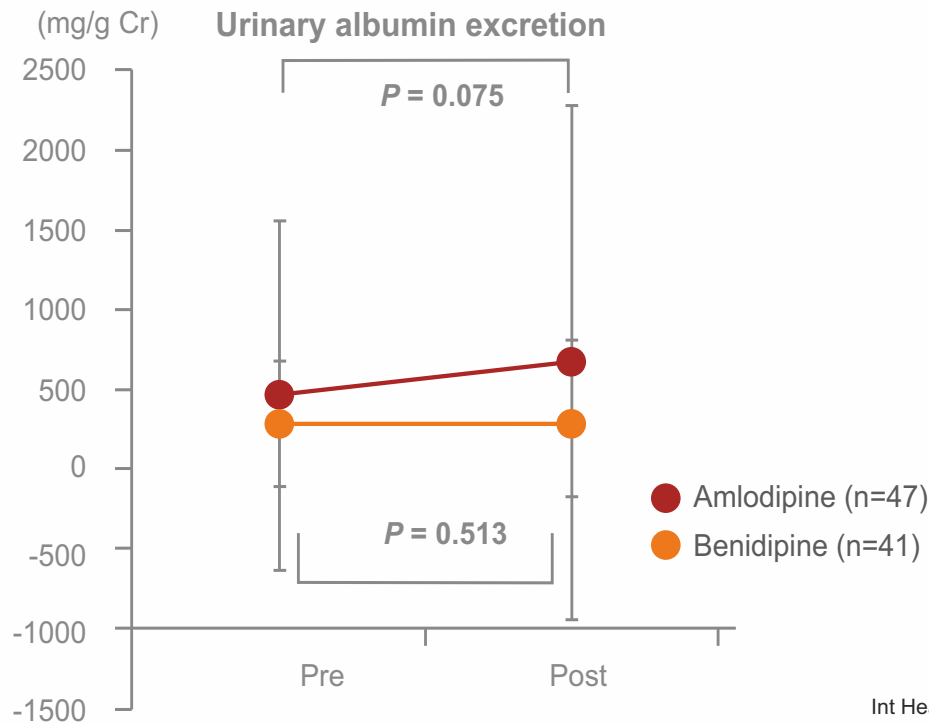 (mg/g Cr)
Urinary albumin excretion
2500
P = 0.075
2000
1500
1000
500
0
Amlodipine (n=47)
P = 0.513
-500
Benidipine (n=41)
-1000
Pre
Post
-1500
Int